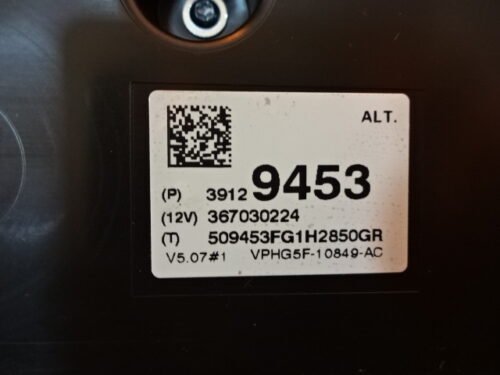 ALT.
(P) 3912 9453
(12V) 367030224
(T) 509453FG1H2850GR
V5.07#1 VPHG5F-10849-AC